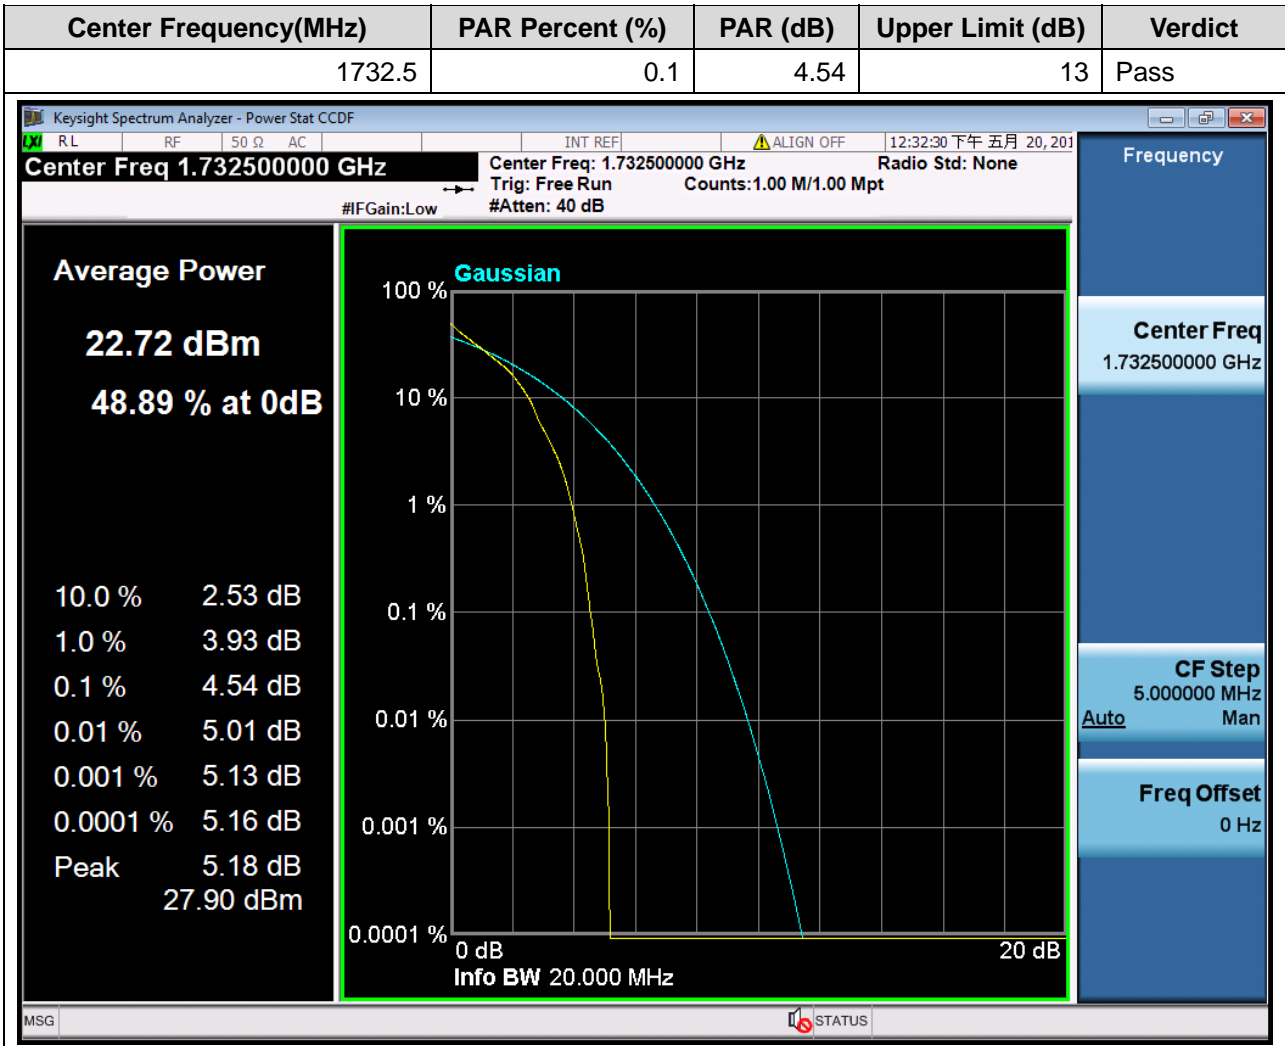 Center Frequency(MHz) PAR Percent (%) PAR (dB) Upper Limit (dB) Verdict
1732.5 0.1 4.54 13 Pass
Keysight Spectrum Analyzer - Power Stat CCDF
LXI RL RF 50 Ω AC INT REF ALIGN OFF 12:32:30 下午 五月 20, 201
Center Freq 1.732500000 GHz
Center Freq: 1.732500000 GHz Radio Std: None
Trig: Free Run Counts:1.00 M/1.00 Mpt
#IFGain:Low #Atten: 40 dB
Average Power
22.72 dBm
48.89 % at 0dB
10.0 % 2.53 dB
1.0 % 3.93 dB
0.1 % 4.54 dB
0.01 % 5.01 dB
0.001 % 5.13 dB
0.0001 % 5.16 dB
Peak 5.18 dB
27.90 dBm
Gaussian
100 %
10 %
1 %
0.1 %
0.01 %
0.001 %
0.0001 %
0 dB 20 dB
Info BW 20.000 MHz
Frequency
Center Freq
1.732500000 GHz
CF Step
5.000000 MHz
Auto Man
Freq Offset
0 Hz
MSG STATUS